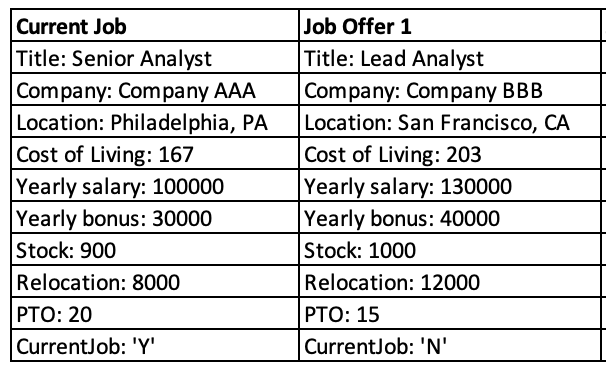 Current Job Job Offer 1
Title: Senior Analyst Title: Lead Analyst
Company: Company AAA Company: Company BBB
Location: Philadelphia, PA Location: San Francisco, CA
Cost of Living: 167 Cost of Living: 203
Yearly salary: 100000 Yearly salary: 130000
Yearly bonus: 30000 Yearly bonus: 40000
Stock: 900 Stock: 1000
Relocation: 8000 Relocation: 12000
PTO: 20 PTO: 15
CurrentJob: 'Y' CurrentJob: 'N'